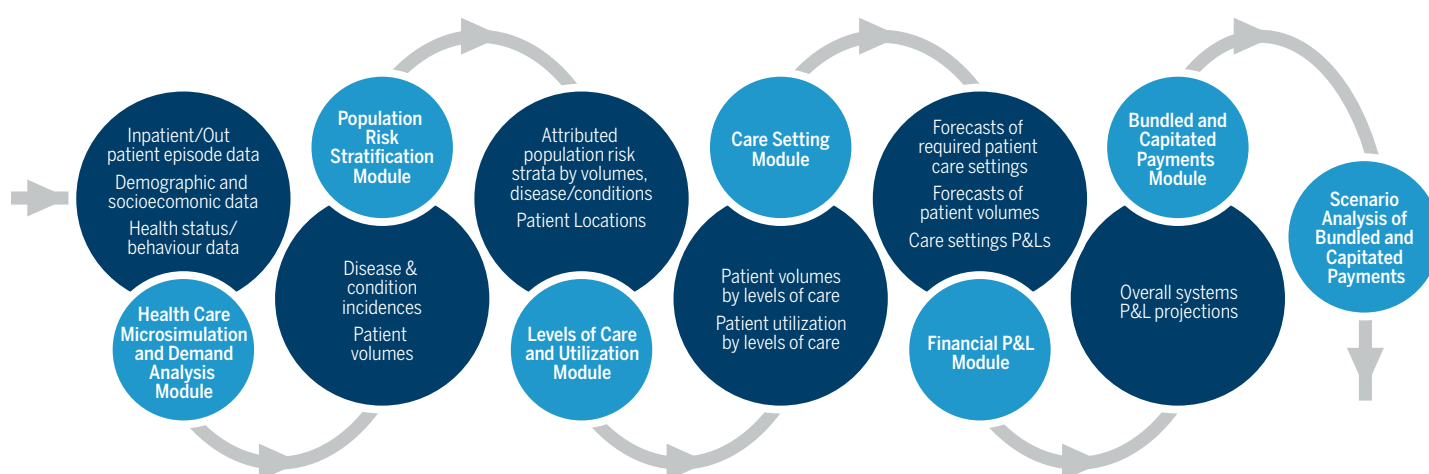 Inpatient/Out
patient episode data
Demographic and
socioecomonic data
Health status/
behaviour data
Health Care
Microsimulation
and Demand
Analysis
Module
Population
Risk
Stratification
Module
Disease &
condition
incidences
Patient
volumes
Attributed
population risk
strata by volumes,
disease/conditions
Patient Locations
Levels of Care
and Utilization
Module
Care Setting
Module
Patient volumes
by levels of care
Patient utilization
by levels of care
Forecasts of
required patient
care settings
Forecasts of
patient volumes
Care settings P&Ls
Financial P&L
Module
Bundled and
Capitated
Payments
Module
Overall systems
P&L projections
Scenario
Analysis of
Bundled and
Capitated
Payments